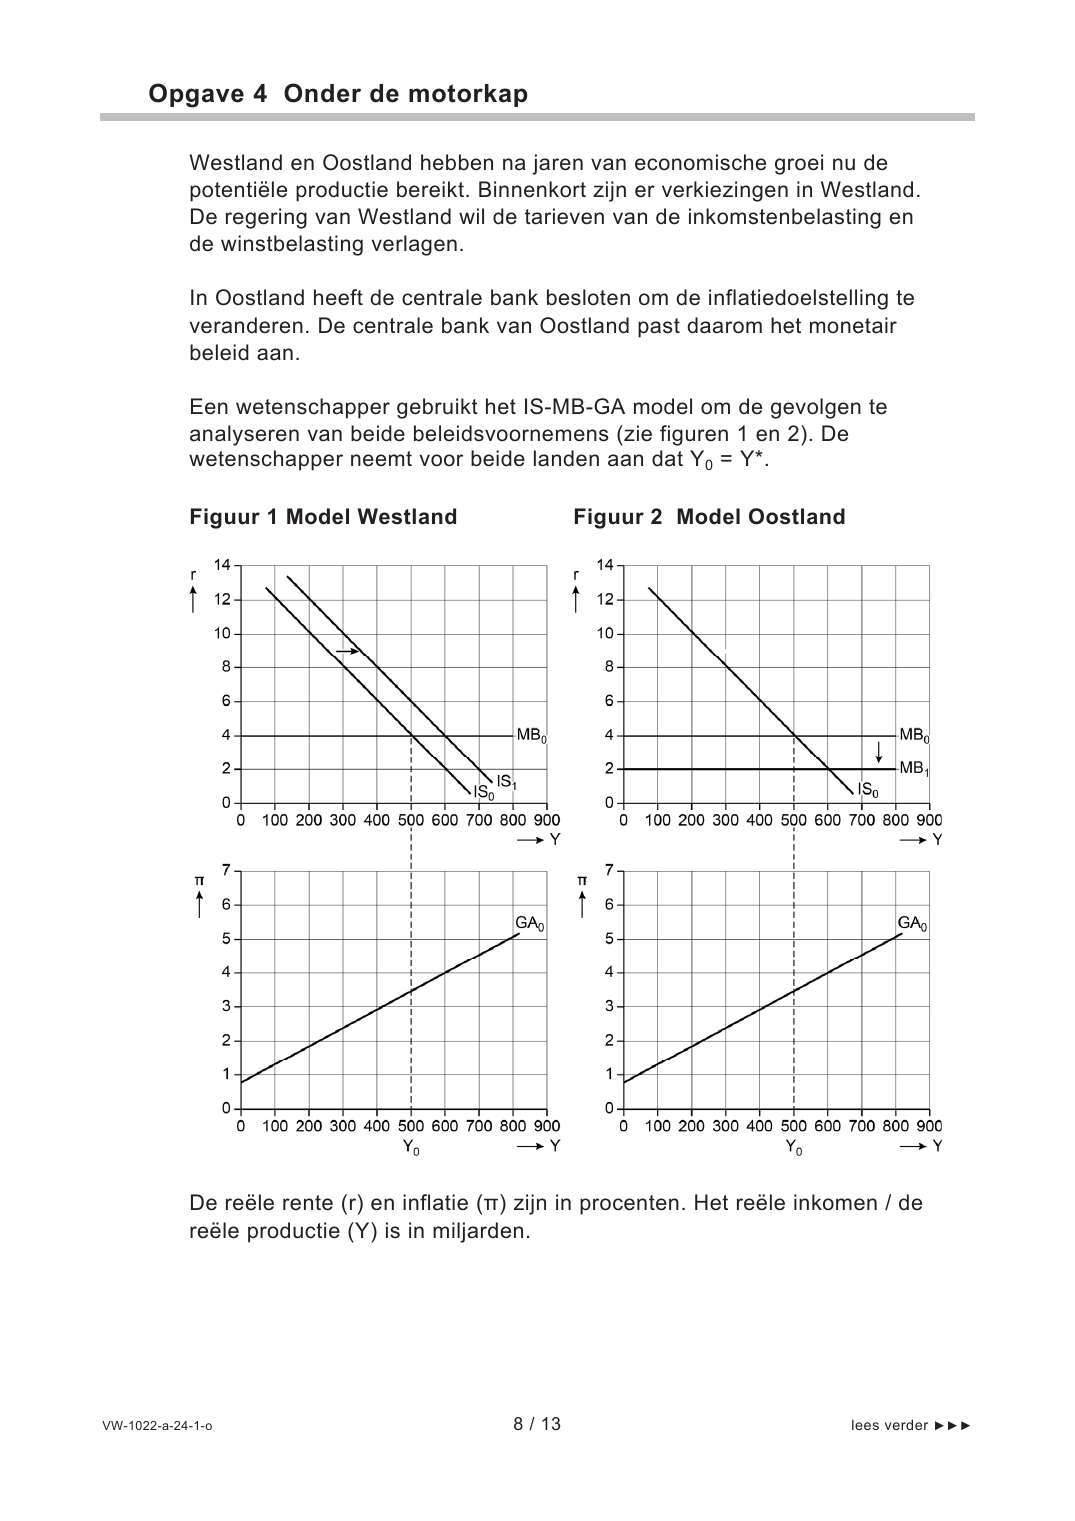 Opgave 4 Onder de motorkap
Westland en Oostland hebben na jaren van economische groei nu de
potentiële productie bereikt. Binnenkort zijn er verkiezingen in Westland.
De regering van Westland wil de tarieven van de inkomstenbelasting en
de winstbelasting verlagen.
In Oostland heeft de centrale bank besloten om de inflatiedoelstelling te
veranderen. De centrale bank van Oostland past daarom het monetair
beleid aan.
Een wetenschapper gebruikt het IS-MB-GA model om de gevolgen te
analyseren van beide beleidsvoornemens (zie figuren 1 en 2). De
wetenschapper neemt voor beide landen aan dat Y₀ = Y*.
Figuur 1 Model Westland
r
14
12
10
8
6
4
2
0
MB₀
IS₁
IS₀
0 100 200 300 400 500 600 700 800 900
Y
π
7
6
5
4
3
2
1
0
GA₀
0 100 200 300 400 500 600 700 800 900
Y₀
Y
Figuur 2 Model Oostland
r
14
12
10
8
6
4
2
0
MB₀
MB₁
IS₀
0 100 200 300 400 500 600 700 800 900
Y
π
7
6
5
4
3
2
1
0
GA₀
0 100 200 300 400 500 600 700 800 900
Y₀
Y
De reële rente (r) en inflatie (π) zijn in procenten. Het reële inkomen / de
reële productie (Y) is in miljarden.
VW-1022-a-24-1-o
8 / 13
lees verder ►►►